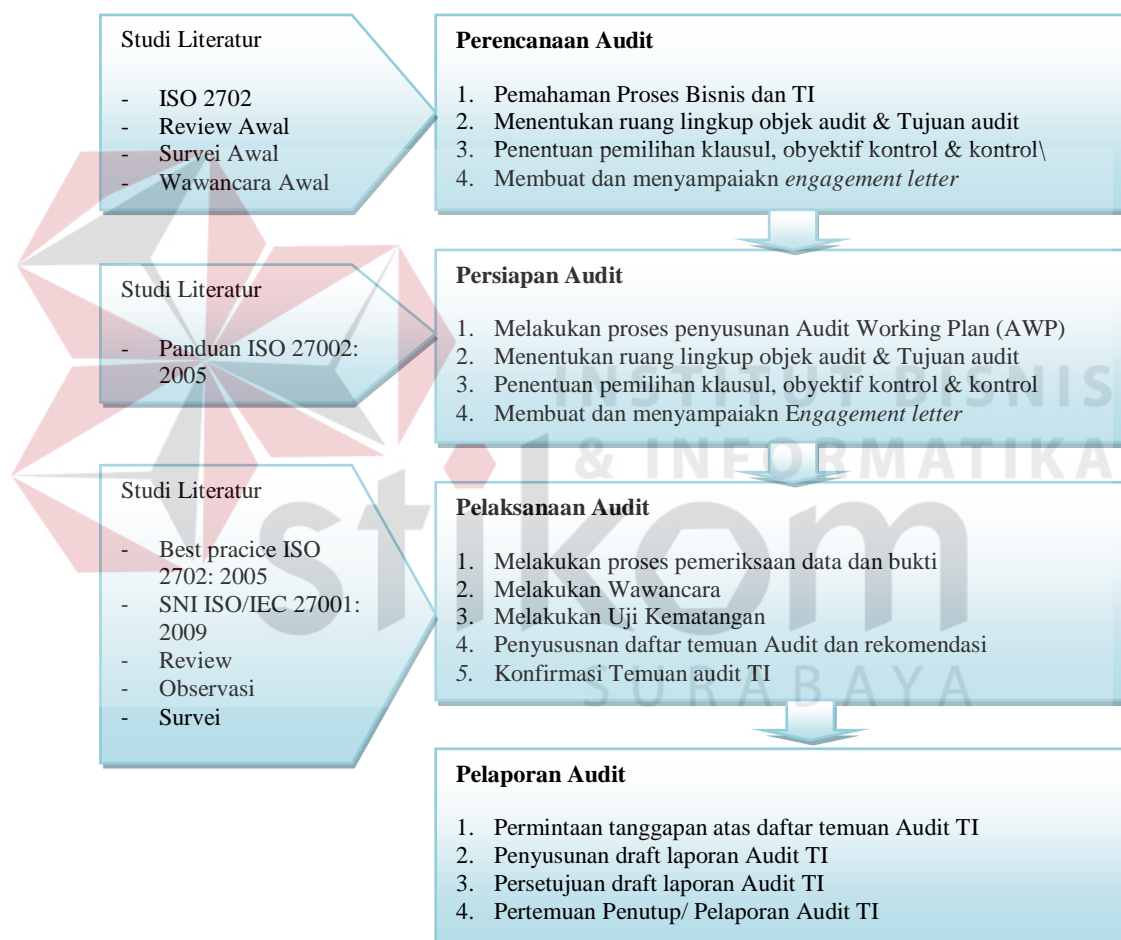 Studi Literatur
- ISO 2702
- Review Awal
- Survei Awal
- Wawancara Awal
Perencanaan Audit
1. Pemahaman Proses Bisnis dan TI
2. Menentukan ruang lingkup objek audit & Tujuan audit
3. Penentuan pemilihan klausul, obyektif kontrol & kontrol\
4. Membuat dan menyampaiakn engagement letter
Studi Literatur
- Panduan ISO 27002:
2005
Persiapan Audit
1. Melakukan proses penyusunan Audit Working Plan (AWP)
2. Menentukan ruang lingkup objek audit & Tujuan audit
3. Penentuan pemilihan klausul, obyektif kontrol & kontrol
4. Membuat dan menyampaiakn Engagement letter
Studi Literatur
- Best pracice ISO
2702: 2005
- SNI ISO/IEC 27001:
2009
- Review
- Observasi
- Survei
Pelaksanaan Audit
1. Melakukan proses pemeriksaan data dan bukti
2. Melakukan Wawancara
3. Melakukan Uji Kematangan
4. Penyususnan daftar temuan Audit dan rekomendasi
5. Konfirmasi Temuan audit TI
Pelaporan Audit
1. Permintaan tanggapan atas daftar temuan Audit TI
2. Penyusunan draft laporan Audit TI
3. Persetujuan draft laporan Audit TI
4. Pertemuan Penutup/ Pelaporan Audit TI
INSTITUT BISNIS
& INFORMATIKA
stikom
SURABAYA